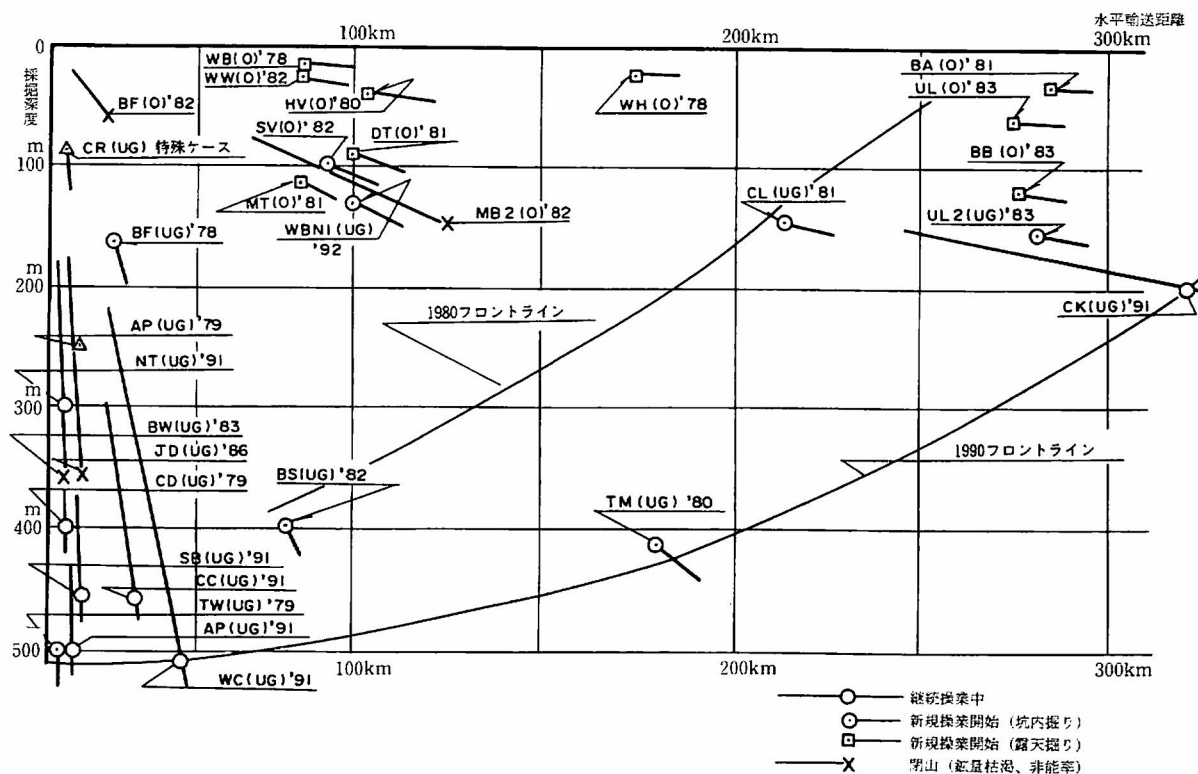 100km
200km
水平輸送距離
300km
0
採掘深度
m
100
m
200
m
300
m
400
m
500
WB(O)'78
WW(O)'82
HV(O)'80
BF(O)'82
WH(O)'78
BA(O)'81
UL(O)'83
SV(O)'82
DT(O)'81
CR(UG) 特殊ケース
BB(O)'83
MT(O)'81
CL(UG)'81
WBN1(UG)
'92
MB2(O)'82
UL2(UG)'83
BF(UG)'78
AP(UG)'79
1980フロントライン
CK(UG)'91
NT(UG)'91
BW(UG)'83
JD(UG)'86
CD(UG)'79
BS(UG)'82
1990フロントライン
TM(UG)'80
SB(UG)'91
CC(UG)'91
TW(UG)'79
AP(UG)'91
WC(UG)'91
100km
200km
300km
継続操業中
新規操業開始(坑内掘り)
新規操業開始(露天掘り)
閉山(鉱量枯渇、非能率)